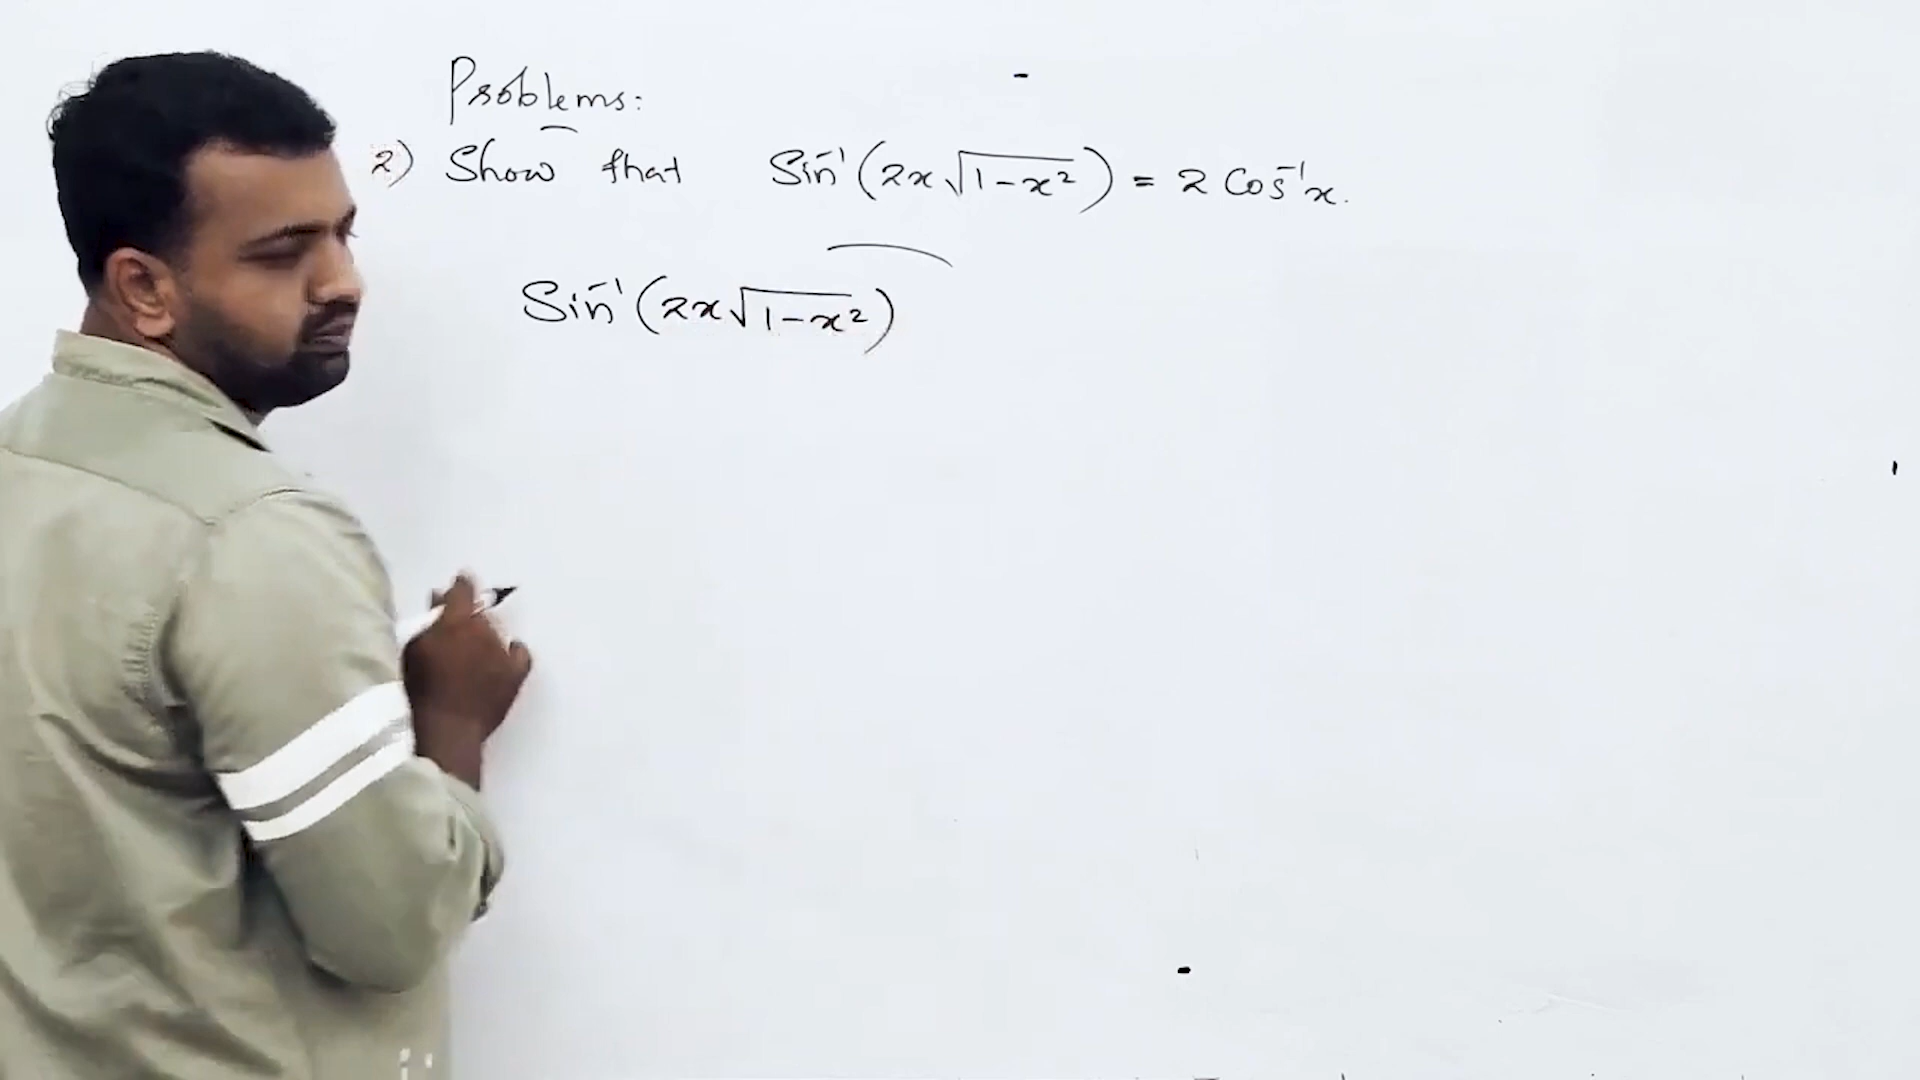 Problems:
2) Show that Sin⁻¹(2x√1-x²) = 2 Cos⁻¹x.
Sin⁻¹(2x√1-x²)